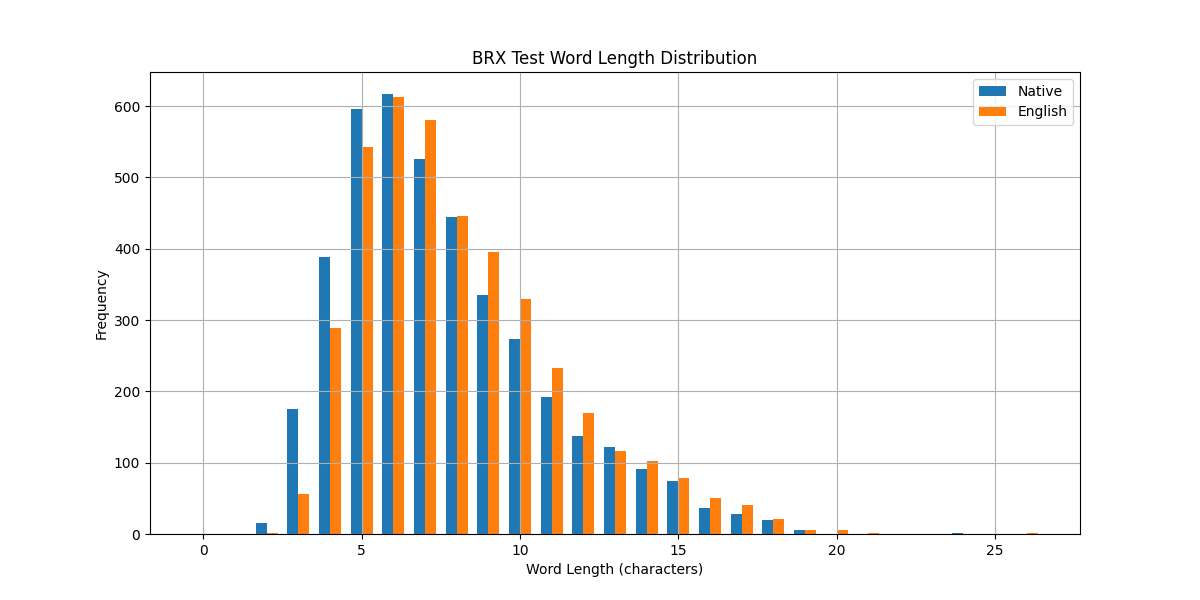 BRX Test Word Length Distribution
Native
English
600
500
400
300
200
100
0
Frequency
0 5 10 15 20 25
Word Length (characters)